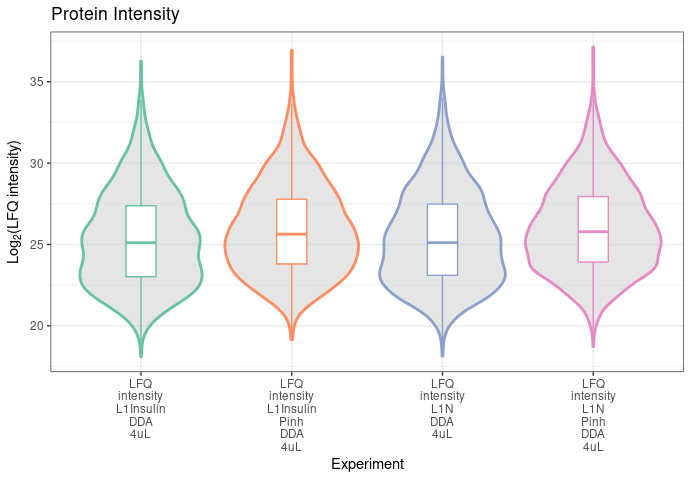 Protein Intensity
Log2(LFQ intensity)
35
30
25
20
LFQ
intensity
L1Insulin
DDA
4uL
LFQ
intensity
L1Insulin
Pinh
DDA
4uL
LFQ
intensity
L1N
DDA
4uL
LFQ
intensity
L1N
Pinh
DDA
4uL
Experiment